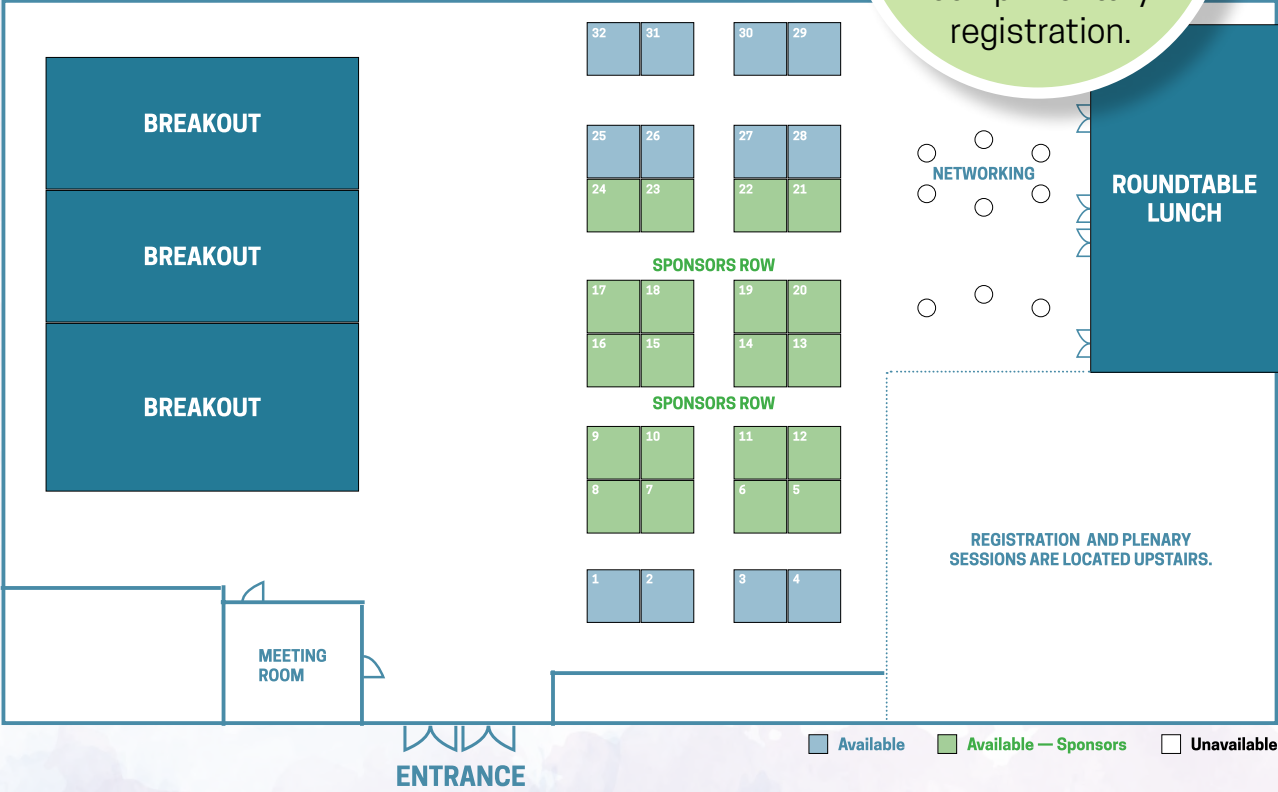 registration.
32 31 30 29
BREAKOUT
25 26 27 28
NETWORKING
24 23 22 21
ROUNDTABLE
LUNCH
BREAKOUT
SPONSORS ROW
17 18 19 20
16 15 14 13
BREAKOUT
SPONSORS ROW
9 10 11 12
8 7 6 5
REGISTRATION AND PLENARY
SESSIONS ARE LOCATED UPSTAIRS.
1 2 3 4
MEETING
ROOM
Available
Available — Sponsors
Unavailable
ENTRANCE